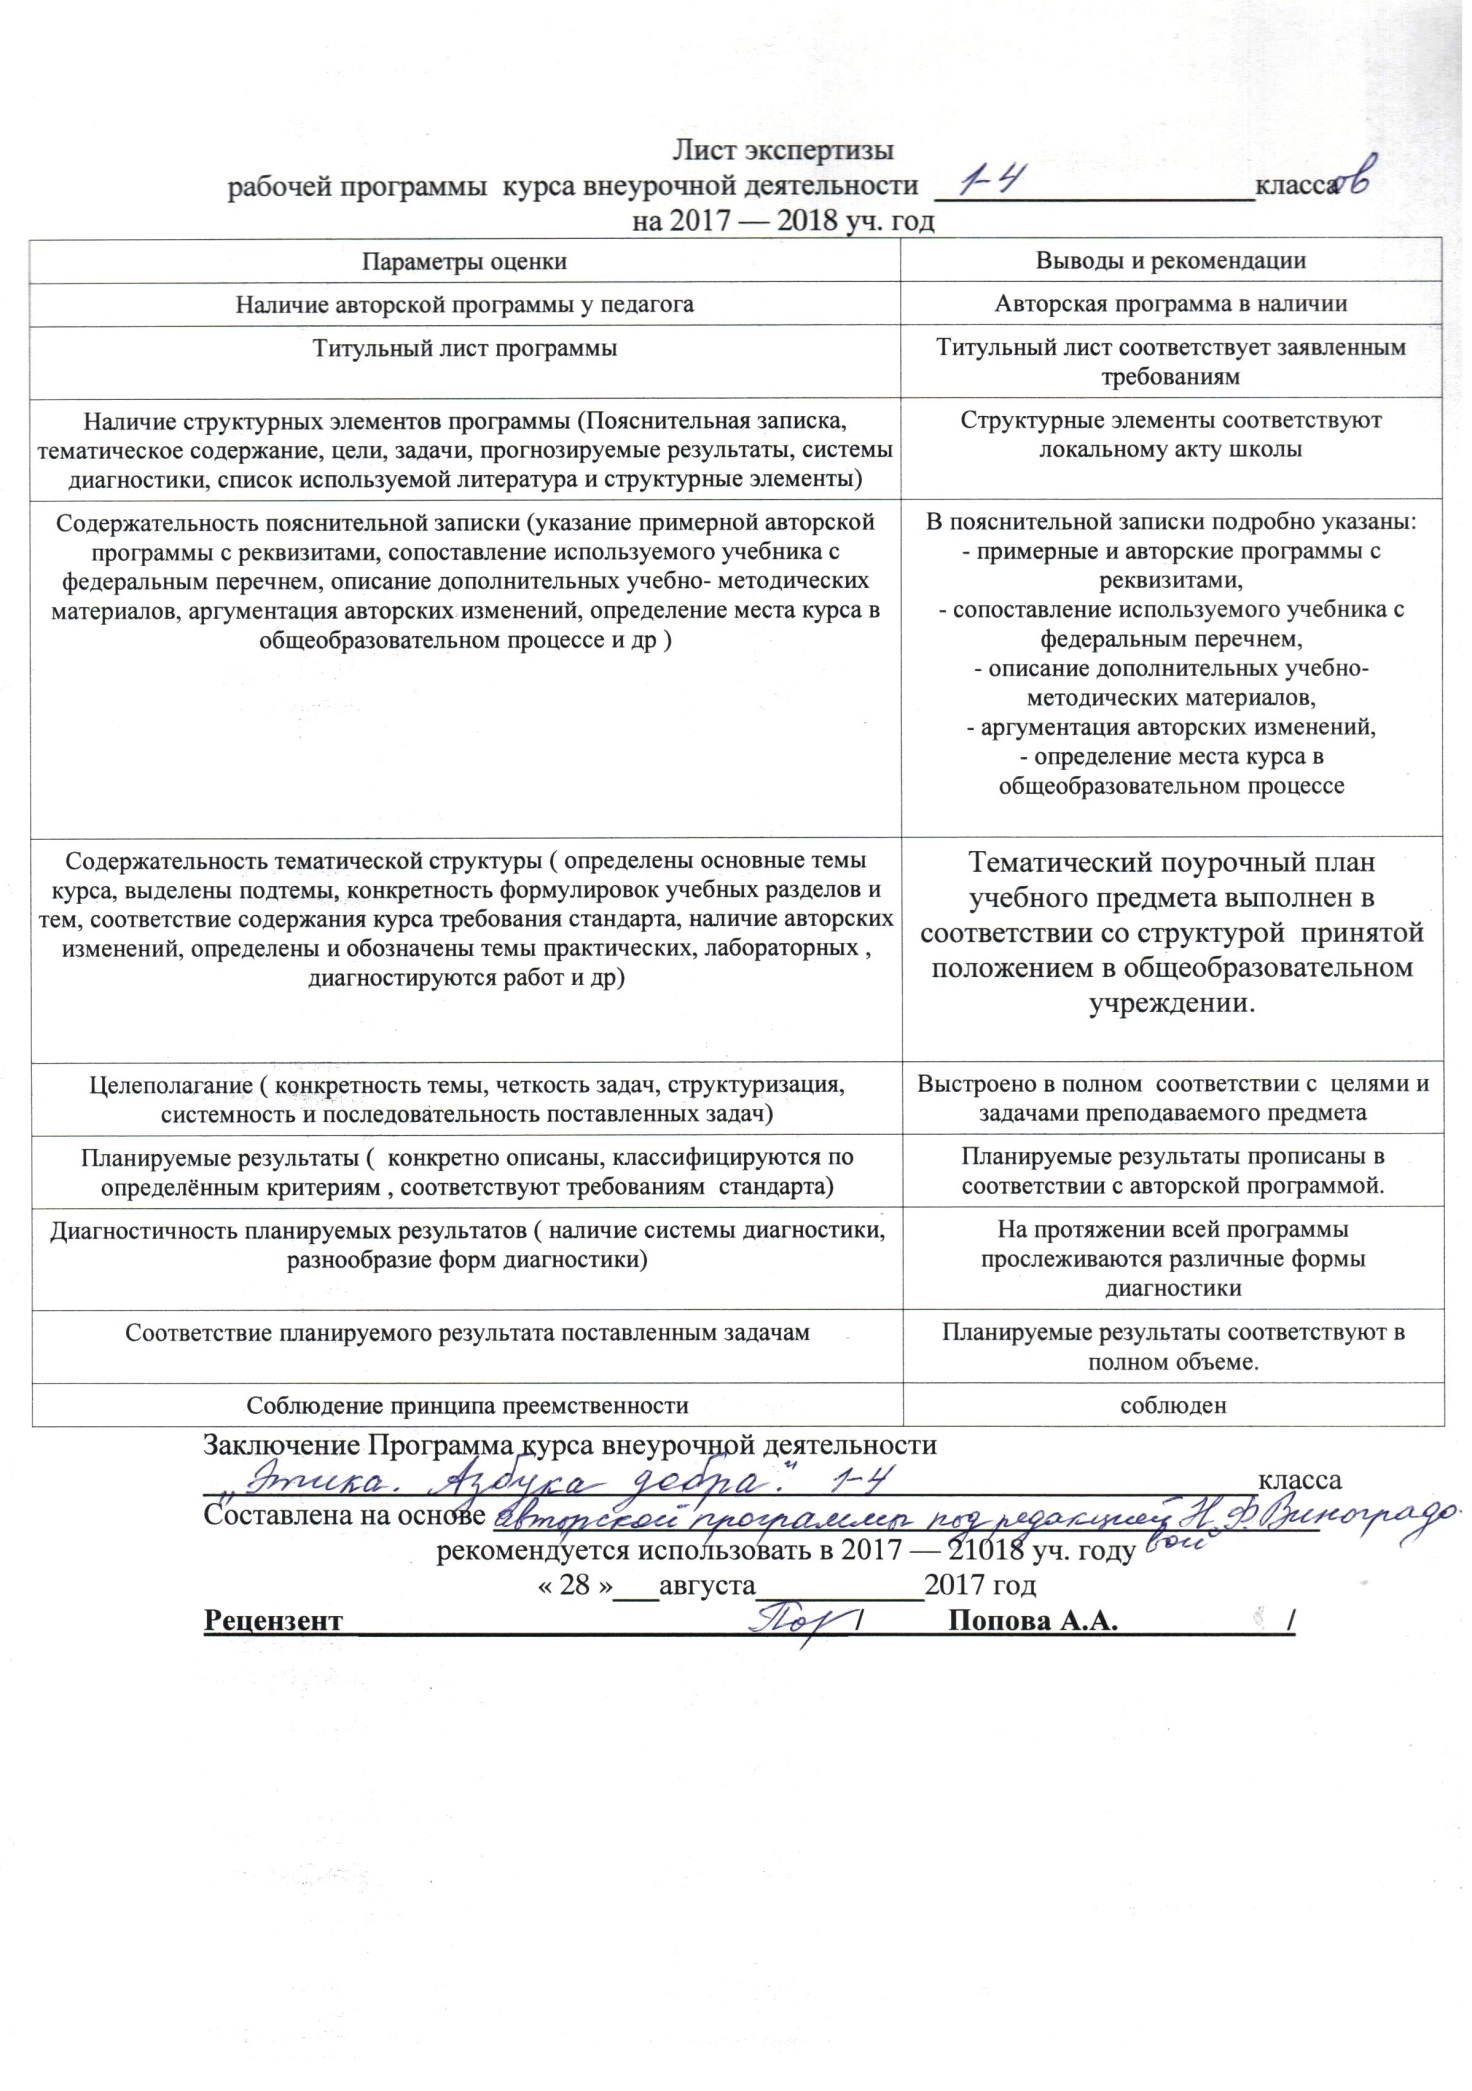 Лист экспертизы
рабочей программы курса внеурочной деятельности 1-4 классаов
на 2017 — 2018 уч. год
Параметры оценки
Выводы и рекомендации
Наличие авторской программы у педагога
Авторская программа в наличии
Титульный лист программы
Титульный лист соответствует заявленным
требованиям
Наличие структурных элементов программы (Пояснительная записка,
тематическое содержание, цели, задачи, прогнозируемые результаты, системы
диагностики, список используемой литература и структурные элементы)
Структурные элементы соответствуют
локальному акту школы
Содержательность пояснительной записки (указание примерной авторской
программы с реквизитами, сопоставление используемого учебника с
федеральным перечнем, описание дополнительных учебно- методических
материалов, аргументация авторских изменений, определение места курса в
общеобразовательном процессе и др )
В пояснительной записки подробно указаны:
- примерные и авторские программы с
реквизитами,
- сопоставление используемого учебника с
федеральным перечнем,
- описание дополнительных учебно-
методических материалов,
- аргументация авторских изменений,
- определение места курса в
общеобразовательном процессе
Содержательность тематической структуры ( определены основные темы
курса, выделены подтемы, конкретность формулировок учебных разделов и
тем, соответствие содержания курса требования стандарта, наличие авторских
изменений, определены и обозначены темы практических, лабораторных ,
диагностируются работ и др)
Тематический поурочный план
учебного предмета выполнен в
соответствии со структурой принятой
положением в общеобразовательном
учреждении.
Целеполагание ( конкретность темы, четкость задач, структуризация,
системность и последовательность поставленных задач)
Выстроено в полном соответствии с целями и
задачами преподаваемого предмета
Планируемые результаты ( конкретно описаны, классифицируются по
определённым критериям , соответствуют требованиям стандарта)
Планируемые результаты прописаны в
соответствии с авторской программой.
Диагностичность планируемых результатов ( наличие системы диагностики,
разнообразие форм диагностики)
На протяжении всей программы
прослеживаются различные формы
диагностики
Соответствие планируемого результата поставленным задачам
Планируемые результаты соответствуют в
полном объеме.
Соблюдение принципа преемственности
соблюден
Заключение Программа курса внеурочной деятельности
„Этика. Азбука добра." 1-4 класса
Составлена на основе авторской программы под редакцией Н.Ф.Виноградо-
вой
рекомендуется использовать в 2017 — 21018 уч. году
« 28 »___августа___________2017 год
Рецензент Поп / Попова А.А. /